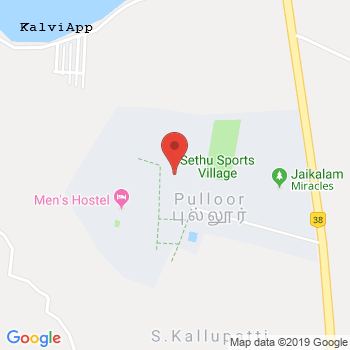 KalviApp
Sethu Sports
Village
Jaikalam
Miracles
Men's Hostel
Pulloor
புல்லூர்
38
S.Kallupatti
Google
Map data ©2019 Google